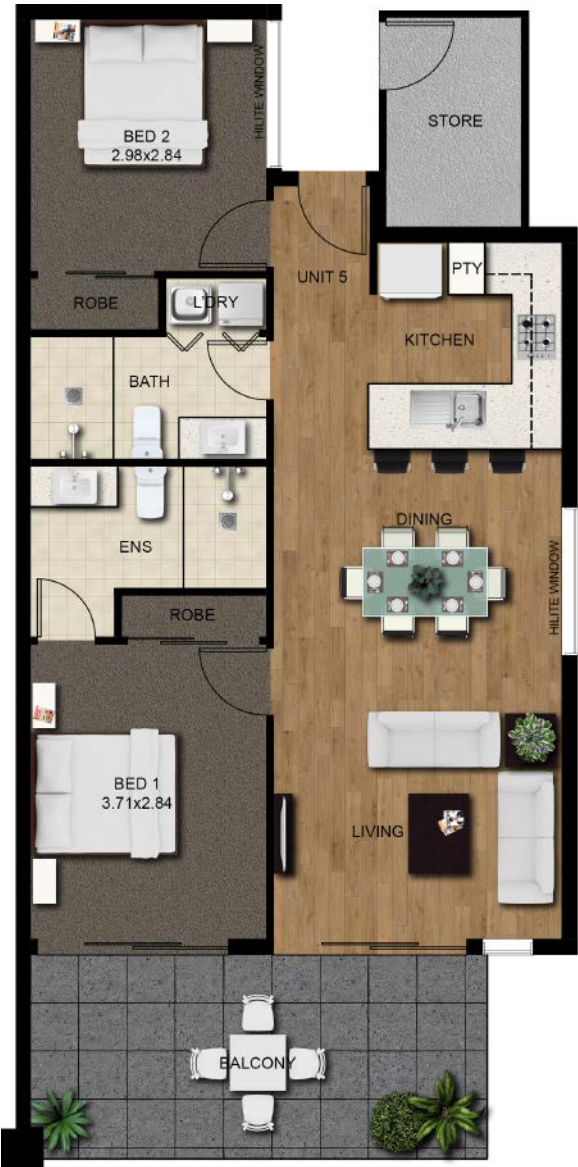 HILITE WINDOW
STORE
BED 2
2.98x2.84
UNIT 5
PTY
ROBE
L'DRY
KITCHEN
BATH
DINING
ENS
HILITE WINDOW
ROBE
BED 1
3.71x2.84
LIVING
BALCONY